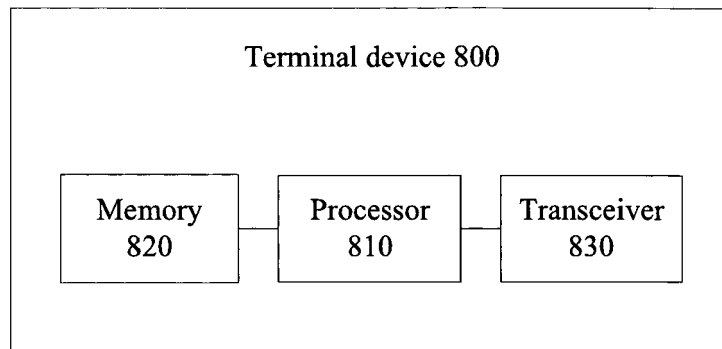 Terminal device 800
Memory
820
Processor
810
Transceiver
830